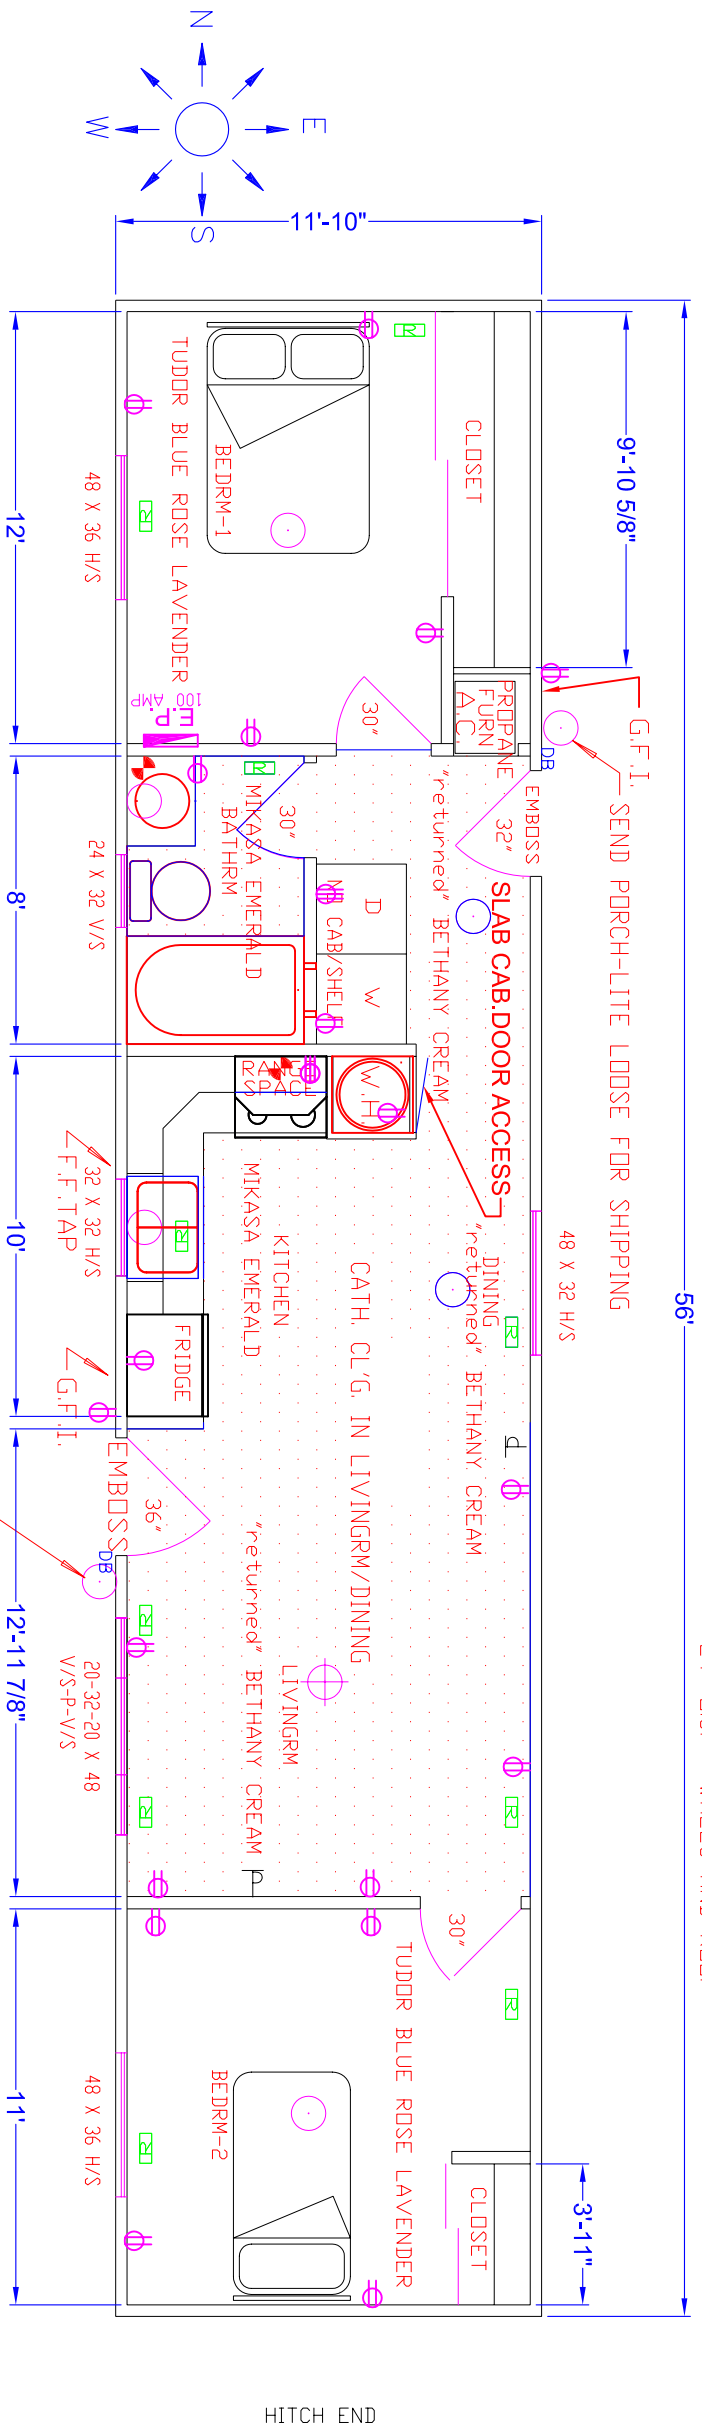 N
E
W
S
11'-10"
56'
9'-10 5/8"
12'
8'
10'
12'-11 7/8"
11'
3'-11"
CLOSET
BEDRM-1
TUDOR BLUE ROSE LAVENDER
48 X 36 H/S
100 AMP
E.P.
30"
PROPANE
FURN
A.C.
G.F.I.
SEND PORCH-LITE LOOSE FOR SHIPPING
DB
EMBOSS
32"
SLAB CAB.DOOR ACCESS
"returned" BETHANY CREAM
30"
MIKASA EMERALD
BATHRM
24 X 32 V/S
D
W
CAB/SHELF
RANGE
SPACE
W.H
32 X 32 H/S
F.F.TAP
48 X 32 H/S
DINING
"returned" BETHANY CREAM
CATH. CL'G. IN LIVINGRM/DINING
KITCHEN
MIKASA EMERALD
FRIDGE
G.F.I.
P
EMBOSS
36"
DB
"returned" BETHANY CREAM
LIVINGRM
20-32-20 X 48
V/S-P-V/S
P
30"
TUDOR BLUE ROSE LAVENDER
BEDRM-2
48 X 36 H/S
CLOSET
R
R
R
R
R
R
R
R
R
R
R
HITCH END